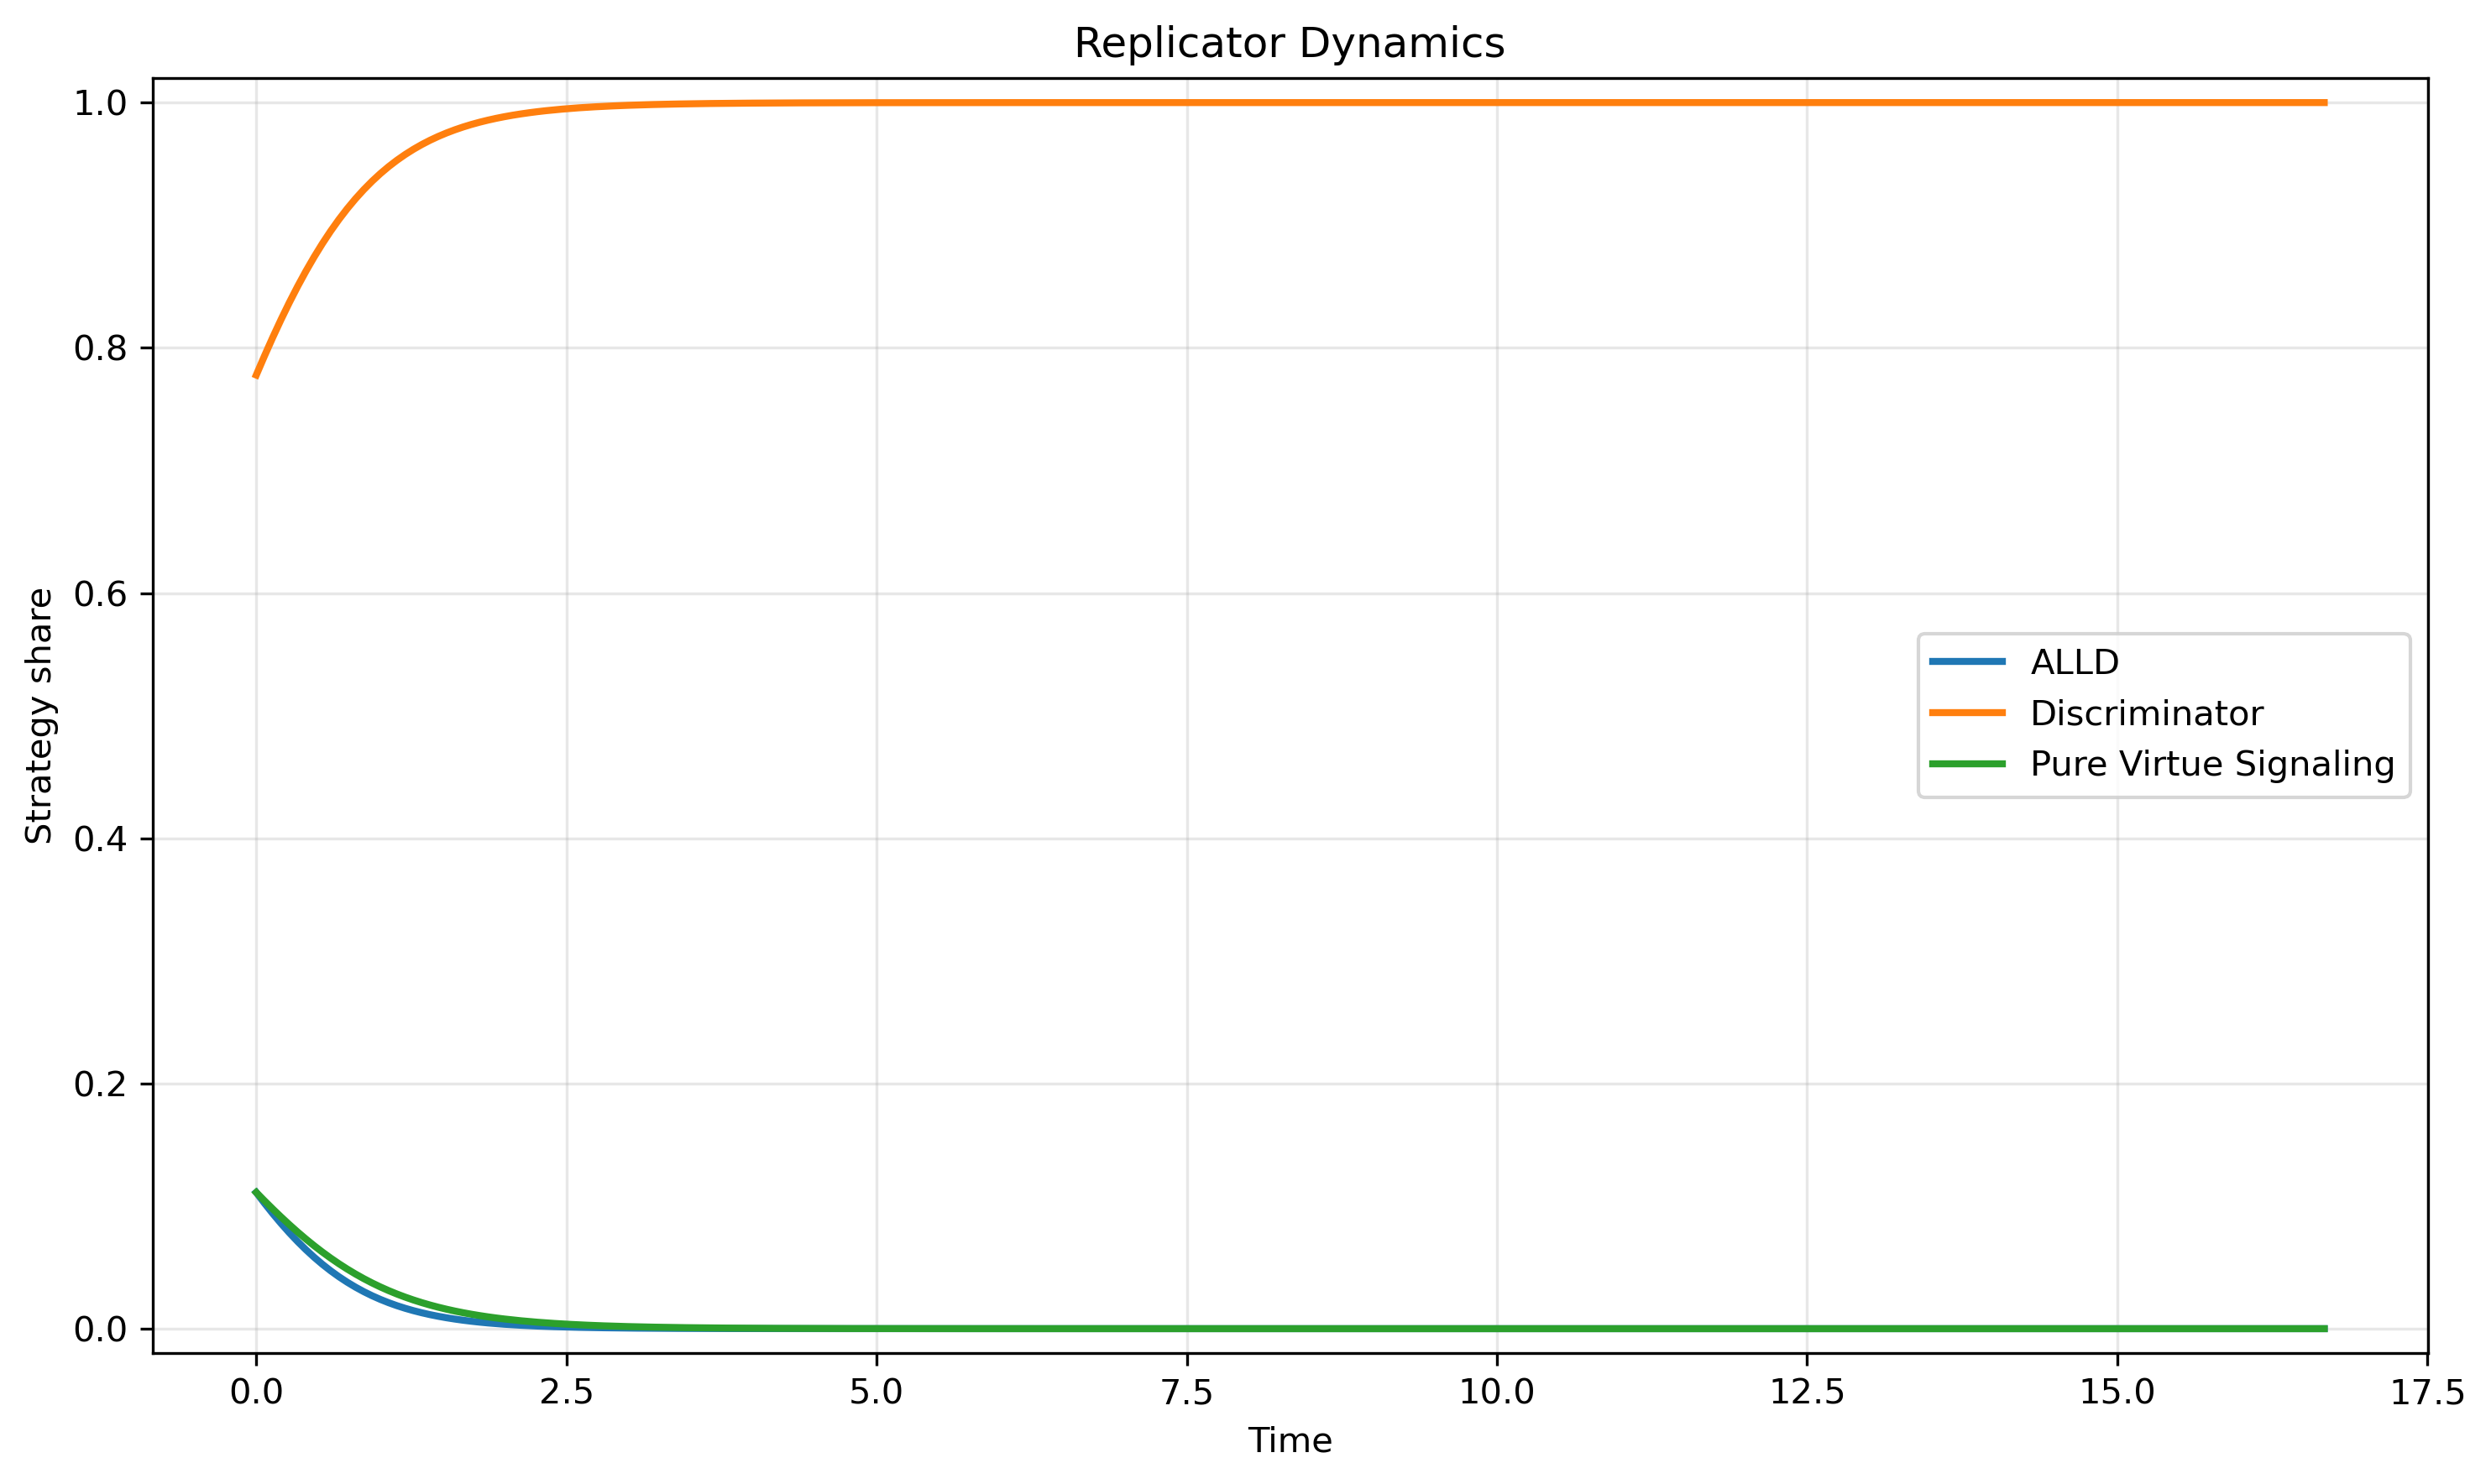 Replicator Dynamics
1.0
0.8
0.6
0.4
0.2
0.0
Strategy share
ALLD
Discriminator
Pure Virtue Signaling
0.0 2.5 5.0 7.5 10.0 12.5 15.0 17.5
Time